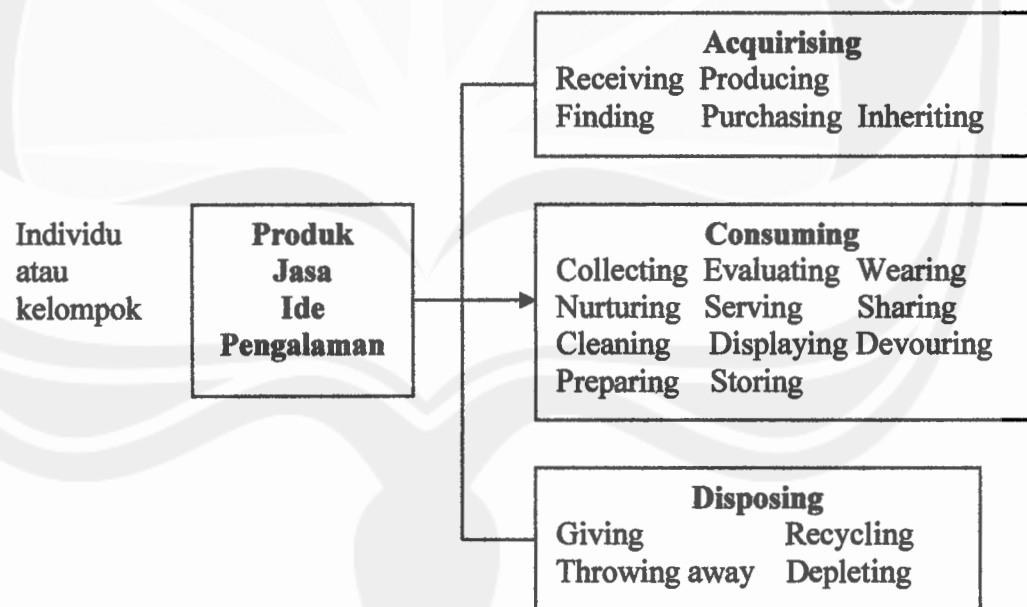 Acquirising
Receiving Producing
Finding Purchasing Inheriting
Individu
atau
kelompok
Produk
Jasa
Ide
Pengalaman
Consuming
Collecting Evaluating Wearing
Nurturing Serving Sharing
Cleaning Displaying Devouring
Preparing Storing
Disposing
Giving Recycling
Throwing away Depleting